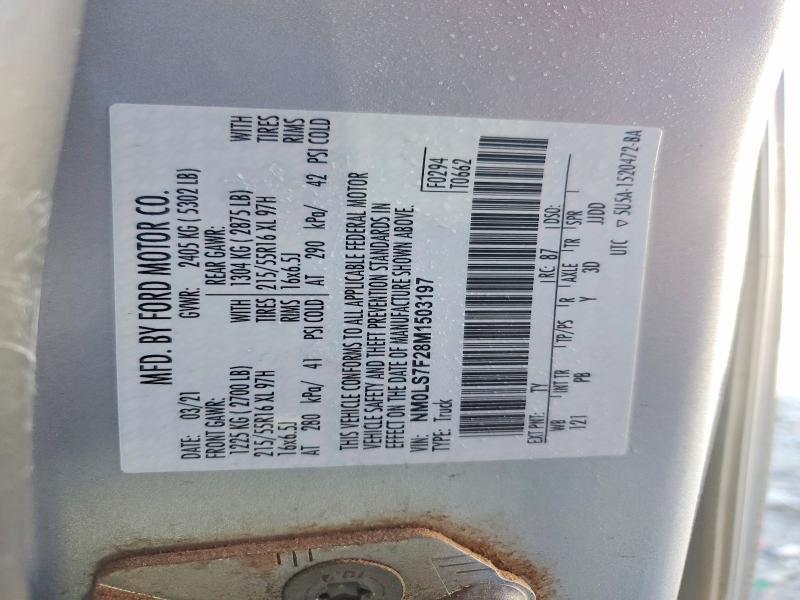 MFD. BY FORD MOTOR CO.
DATE: 03/21 GVWR: 2405 KG ( 5302 LB)
FRONT GAWR: REAR GAWR:
1225 KG ( 2700 LB) WITH 1304 KG ( 2875 LB) WITH
215/55R16 XL 97H TIRES 215/55R16 XL 97H TIRES
16x6.5J RIMS 16x6.5J RIMS
AT 280 kPa/ 41 PSI COLD AT 290 kPa/ 42 PSI COLD
THIS VEHICLE CONFORMS TO ALL APPLICABLE FEDERAL MOTOR
VEHICLE SAFETY AND THEFT PREVENTION STANDARDS IN
EFFECT ON THE DATE OF MANUFACTURE SHOWN ABOVE.
VIN: NM0LS7F28M1503197
TYPE: Truck
F0294
T0662
EXT PNT: TY RC: B7 DSO:
WB INT TR TP/PS R AXLE TR SPR
121 PB Y 3D JJDD
UTC ▽ 5U5A-1520472-BA